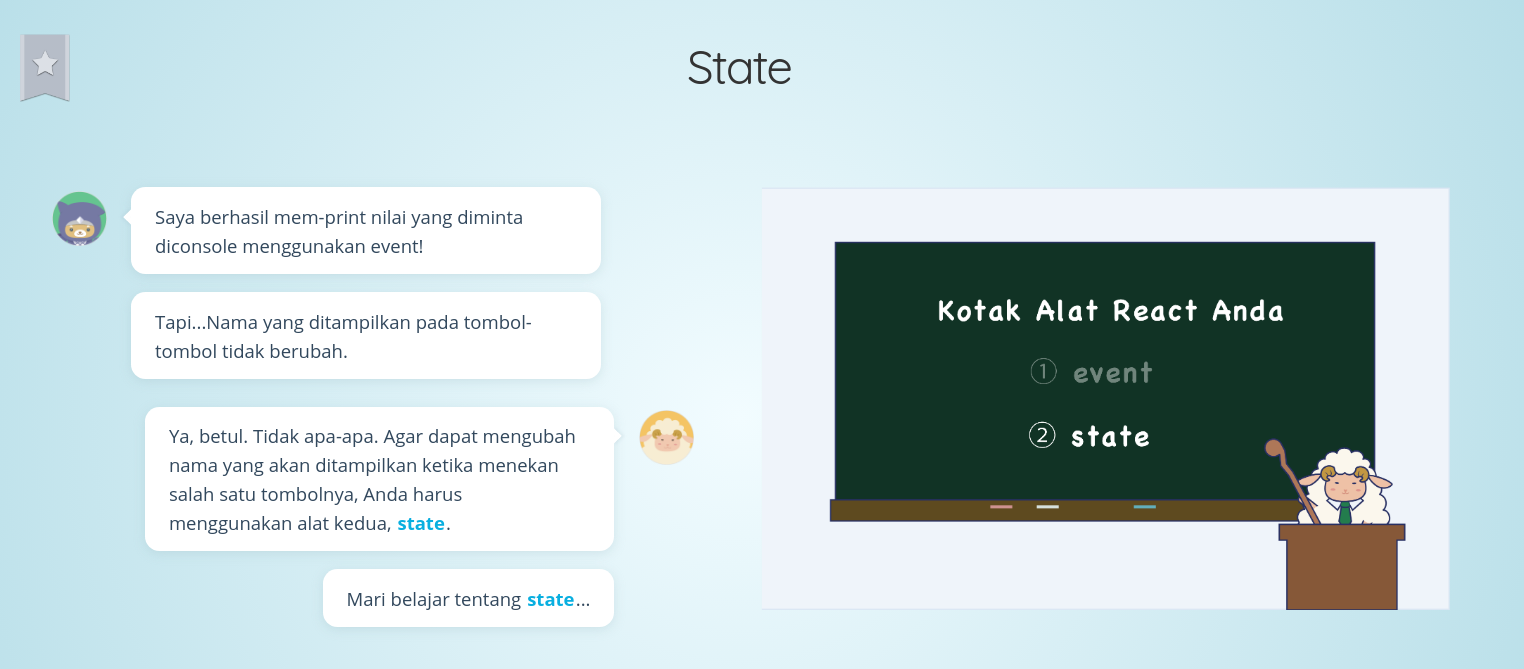 State
Saya berhasil mem-print nilai yang diminta
diconsole menggunakan event!
Tapi...Nama yang ditampilkan pada tombol-
tombol tidak berubah.
Ya, betul. Tidak apa-apa. Agar dapat mengubah
nama yang akan ditampilkan ketika menekan
salah satu tombolnya, Anda harus
menggunakan alat kedua, state.
Mari belajar tentang state...
Kotak Alat React Anda
① event
② state